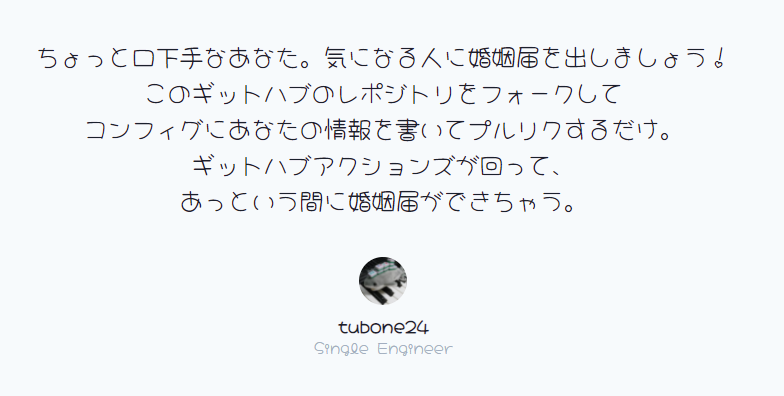 ちょっと口下手なあなた。気になる人に婚姻届を出しましょう！
このギットハブのレポジトリをフォークして
コンフィグにあなたの情報を書いてプルリクするだけ。
ギットハブアクションズが回って、
あっという間に婚姻届ができちゃう。
tubone24
Single Engineer